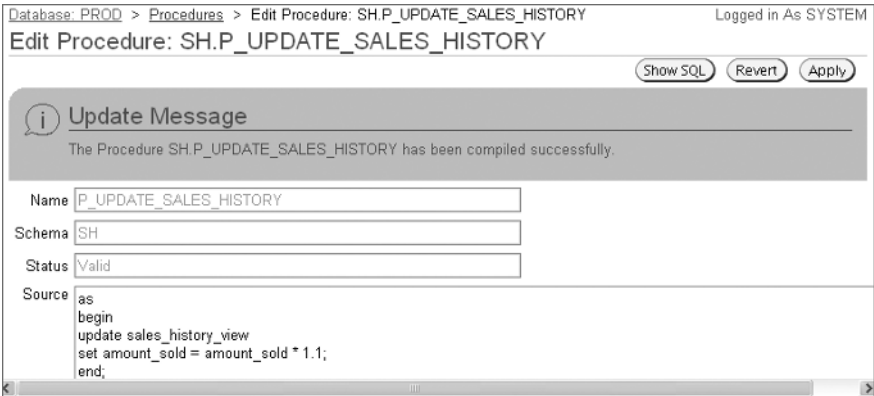 Database: PROD > Procedures > Edit Procedure: SH.P_UPDATE_SALES_HISTORY Logged in As SYSTEM
Edit Procedure: SH.P_UPDATE_SALES_HISTORY
Show SQL Revert Apply
i Update Message
The Procedure SH.P_UPDATE_SALES_HISTORY has been compiled successfully.
Name P_UPDATE_SALES_HISTORY
Schema SH
Status Valid
Source as
begin
update sales_history_view
set amount_sold = amount_sold * 1.1;
end;